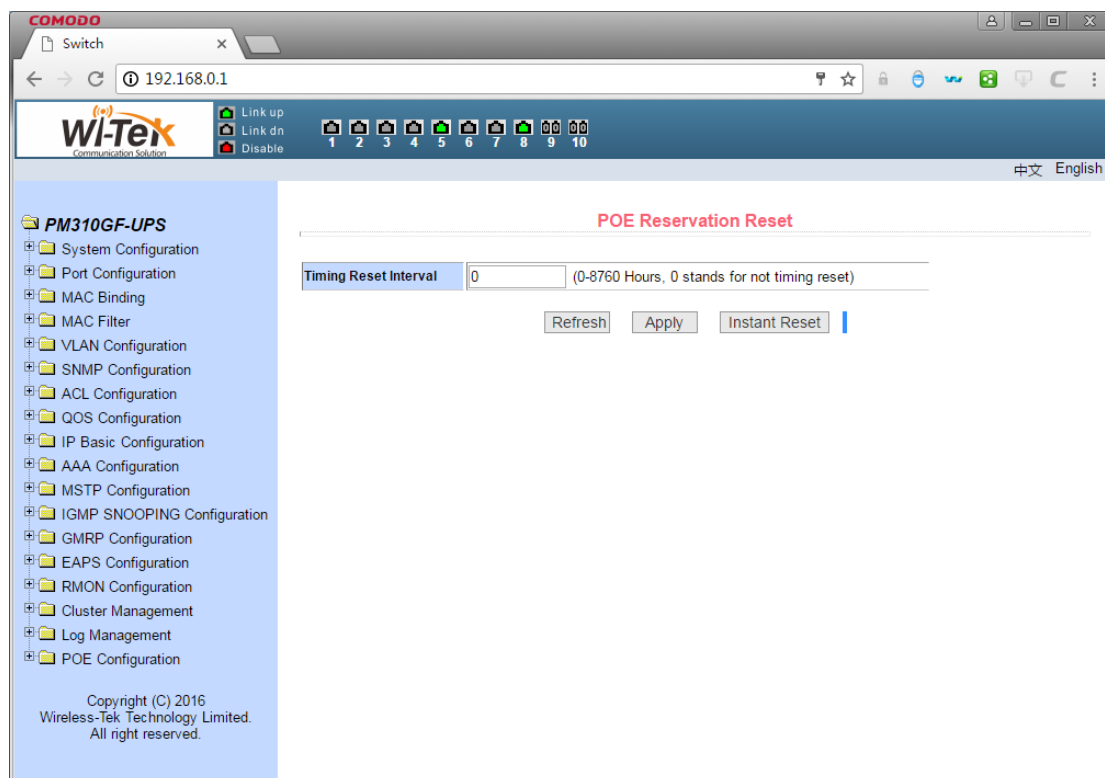 COMODO
Switch
192.168.0.1
Wi-Tek
Communication Solution
Link up
Link dn
Disable
1 2 3 4 5 6 7 8 9 10
中文 English
PM310GF-UPS
System Configuration
Port Configuration
MAC Binding
MAC Filter
VLAN Configuration
SNMP Configuration
ACL Configuration
QOS Configuration
IP Basic Configuration
AAA Configuration
MSTP Configuration
IGMP SNOOPING Configuration
GMRP Configuration
EAPS Configuration
RMON Configuration
Cluster Management
Log Management
POE Configuration
Copyright (C) 2016
Wireless-Tek Technology Limited.
All right reserved.
POE Reservation Reset
Timing Reset Interval 0 (0-8760 Hours, 0 stands for not timing reset)
Refresh Apply Instant Reset